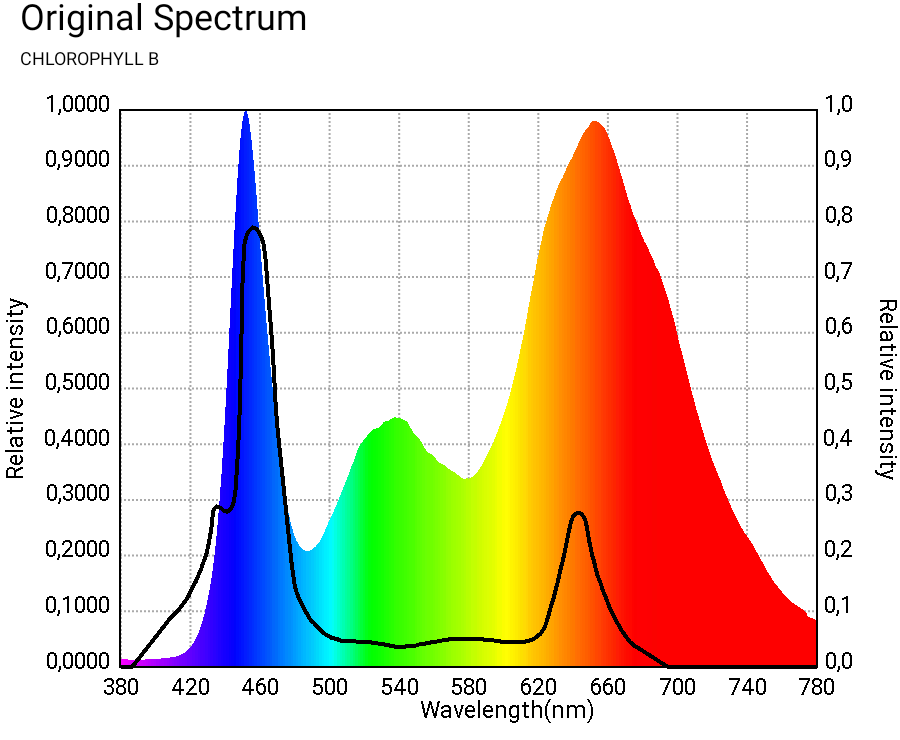 Original Spectrum
CHLOROPHYLL B
1,0000 1,0
0,9000 0,9
0,8000 0,8
0,7000 0,7
0,6000 0,6
0,5000 0,5
0,4000 0,4
0,3000 0,3
0,2000 0,2
0,1000 0,1
0,0000 0,0
Relative intensity
Relative intensity
380 420 460 500 540 580 620 660 700 740 780
Wavelength(nm)